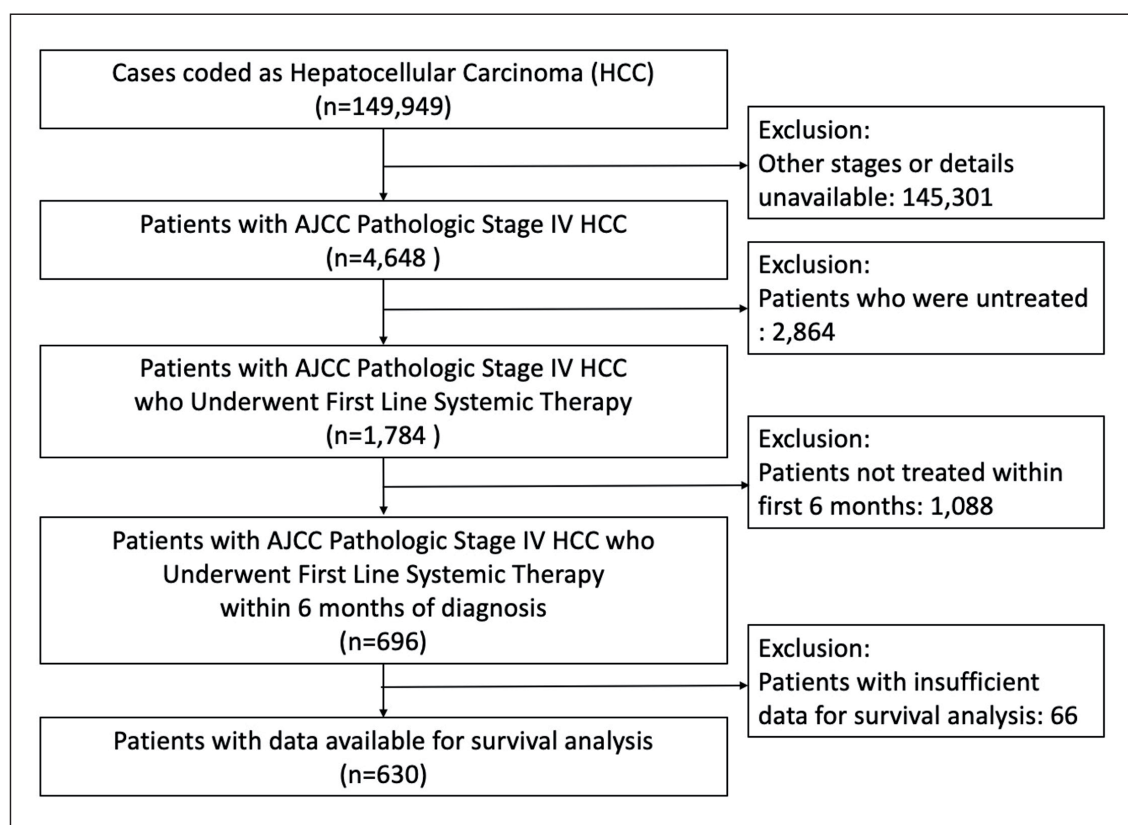 Cases coded as Hepatocellular Carcinoma (HCC)
(n=149,949)
Exclusion:
Other stages or details
unavailable: 145,301
Patients with AJCC Pathologic Stage IV HCC
(n=4,648 )
Exclusion:
Patients who were untreated
: 2,864
Patients with AJCC Pathologic Stage IV HCC
who Underwent First Line Systemic Therapy
(n=1,784 )
Exclusion:
Patients not treated within
first 6 months: 1,088
Patients with AJCC Pathologic Stage IV HCC who
Underwent First Line Systemic Therapy
within 6 months of diagnosis
(n=696)
Exclusion:
Patients with insufficient
data for survival analysis: 66
Patients with data available for survival analysis
(n=630)